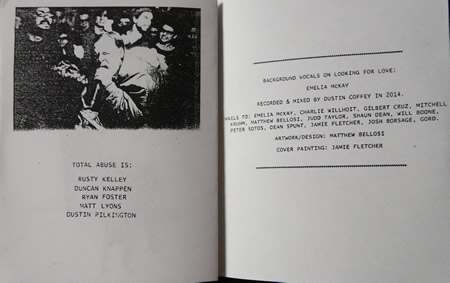 TOTAL ABUSE IS:
RUSTY KELLEY
DUNCAN KNAPPEN
RYAN FOSTER
MATT LYONS
DUSTIN PILKINGTON
BACKGROUND VOCALS ON LOOKING FOR LOVE:
EMELIA MCKAY
RECORDED & MIXED BY DUSTIN COFFEY IN 2014.
HAILS TO: EMELIA MCKAY, CHARLIE WILLHOIT, GILBERT CRUZ, MITCHELL
KRUHM, MATTHEW BELLOSI, JUDD TAYLOR, SHAUN DEAN, WILL BOONE,
PETER SOTOS, DEAN SPUNT, JAMIE FLETCHER, JOSH BORSAGE, GORD.
ARTWORK/DESIGN: MATTHEW BELLOSI
COVER PAINTING: JAMIE FLETCHER